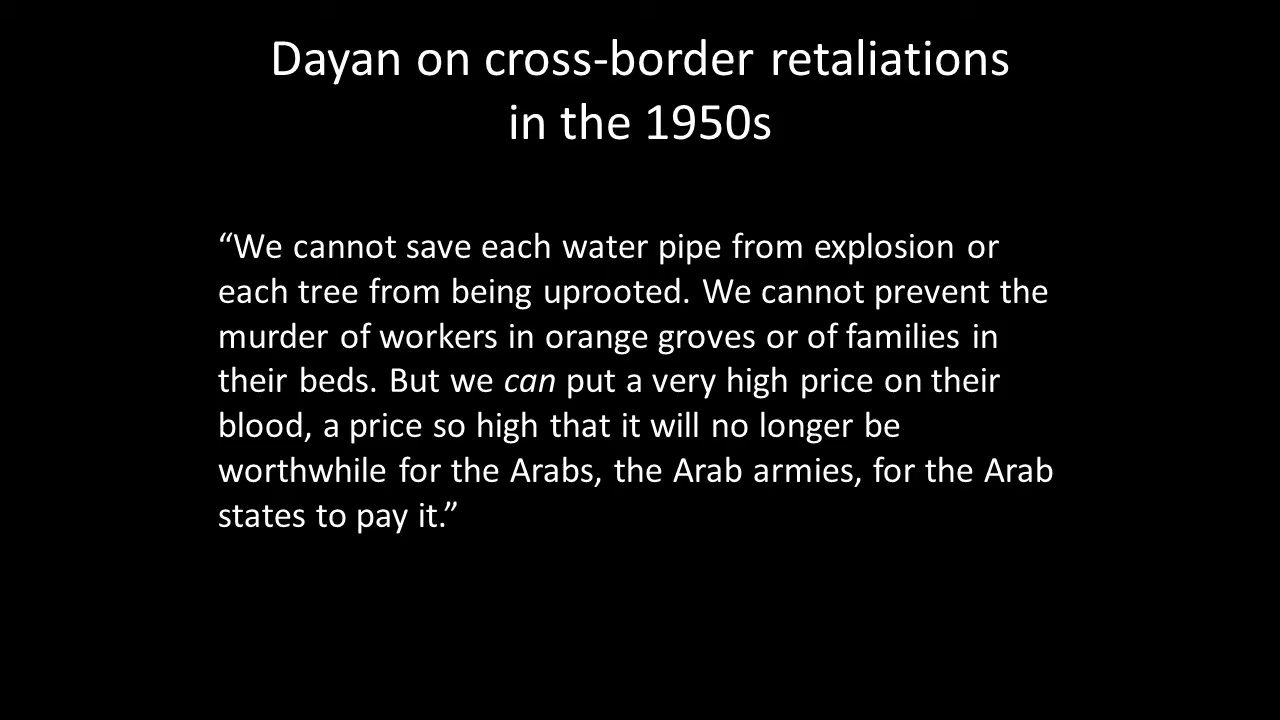 Dayan on cross-border retaliations
in the 1950s
“We cannot save each water pipe from explosion or
each tree from being uprooted. We cannot prevent the
murder of workers in orange groves or of families in
their beds. But we can put a very high price on their
blood, a price so high that it will no longer be
worthwhile for the Arabs, the Arab armies, for the Arab
states to pay it.”